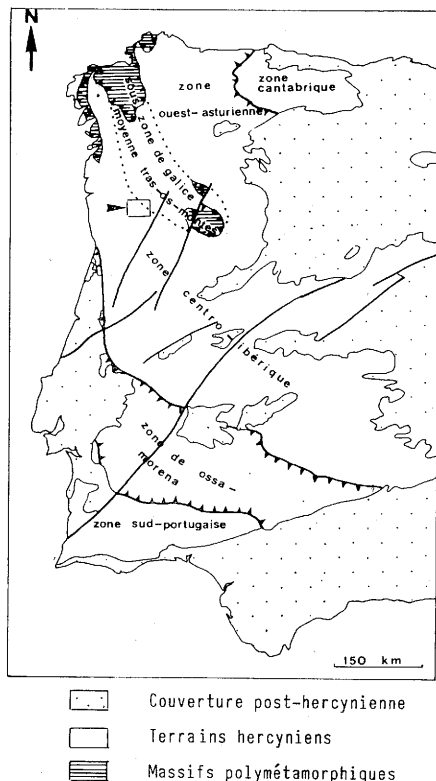 N
zone
cantabrique
zone
ouest-asturienne
sous zone de galice
moyenne tras-os-montes
zone centro-ibérique
zone de ossa-
morena
zone sud-portugaise
150 km
Couverture post-hercynienne
Terrains hercyniens
Massifs polymétamorphiques